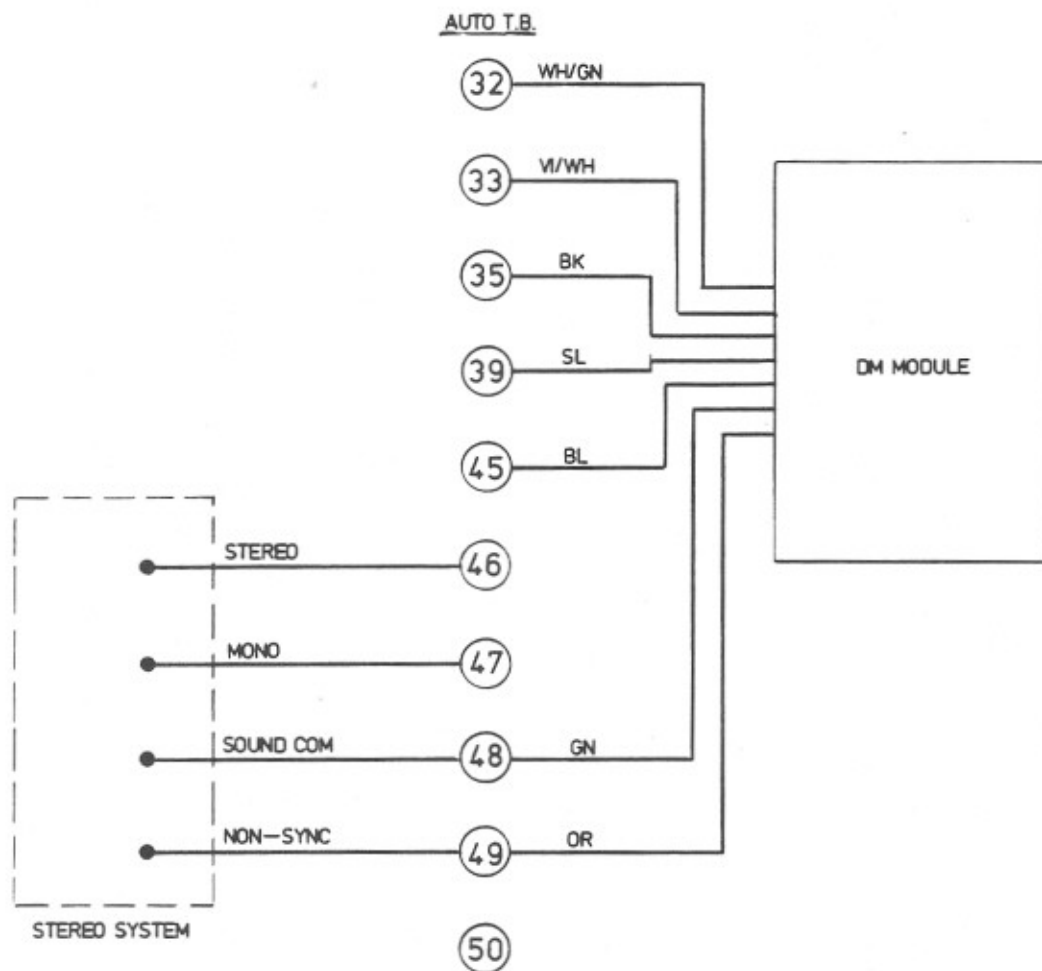 AUTO T.B.
32 WH/GN
33 VI/WH
35 BK
39 SL
DM MODULE
45 BL
STEREO 46
MONO 47
SOUND COM 48 GN
NON-SYNC 49 OR
STEREO SYSTEM
50